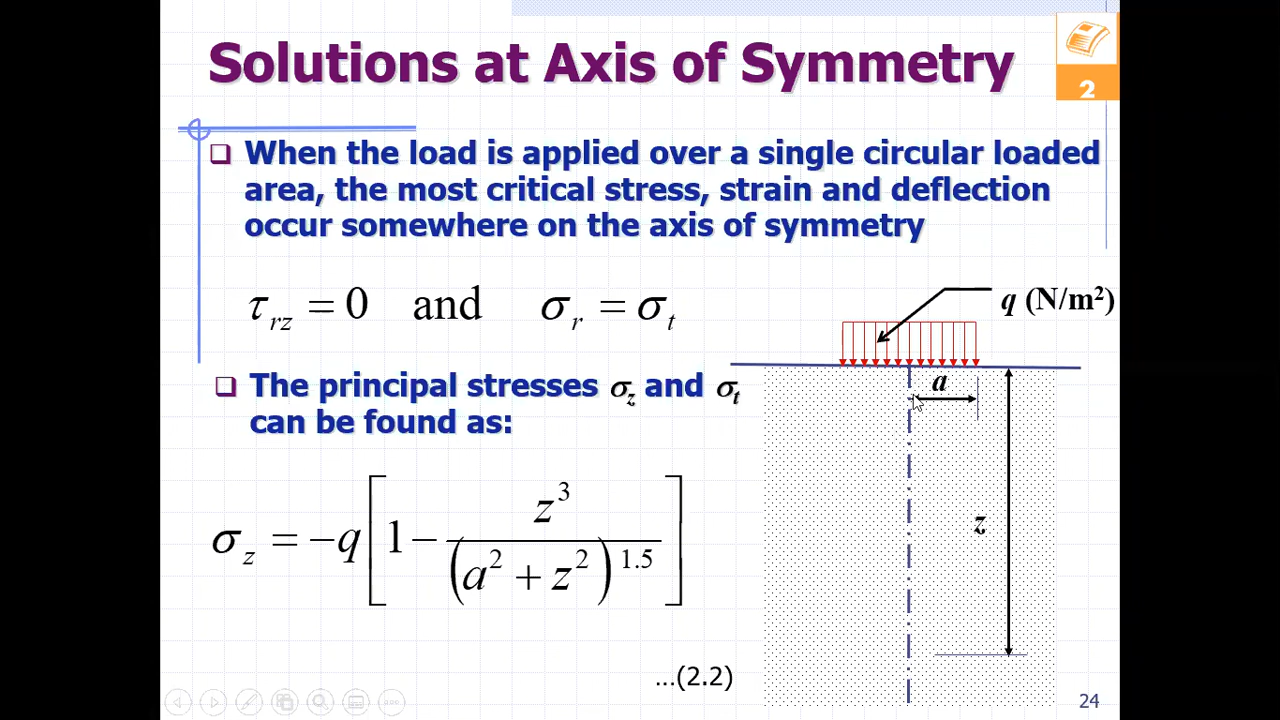 Solutions at Axis of Symmetry
2
When the load is applied over a single circular loaded
area, the most critical stress, strain and deflection
occur somewhere on the axis of symmetry
τ_rz = 0 and σ_r = σ_t
q (N/m²)
The principal stresses σ_z and σ_t
can be found as:
a
z
σ_z = −q[1 − z³/(a² + z²)^1.5]
...(2.2)
24